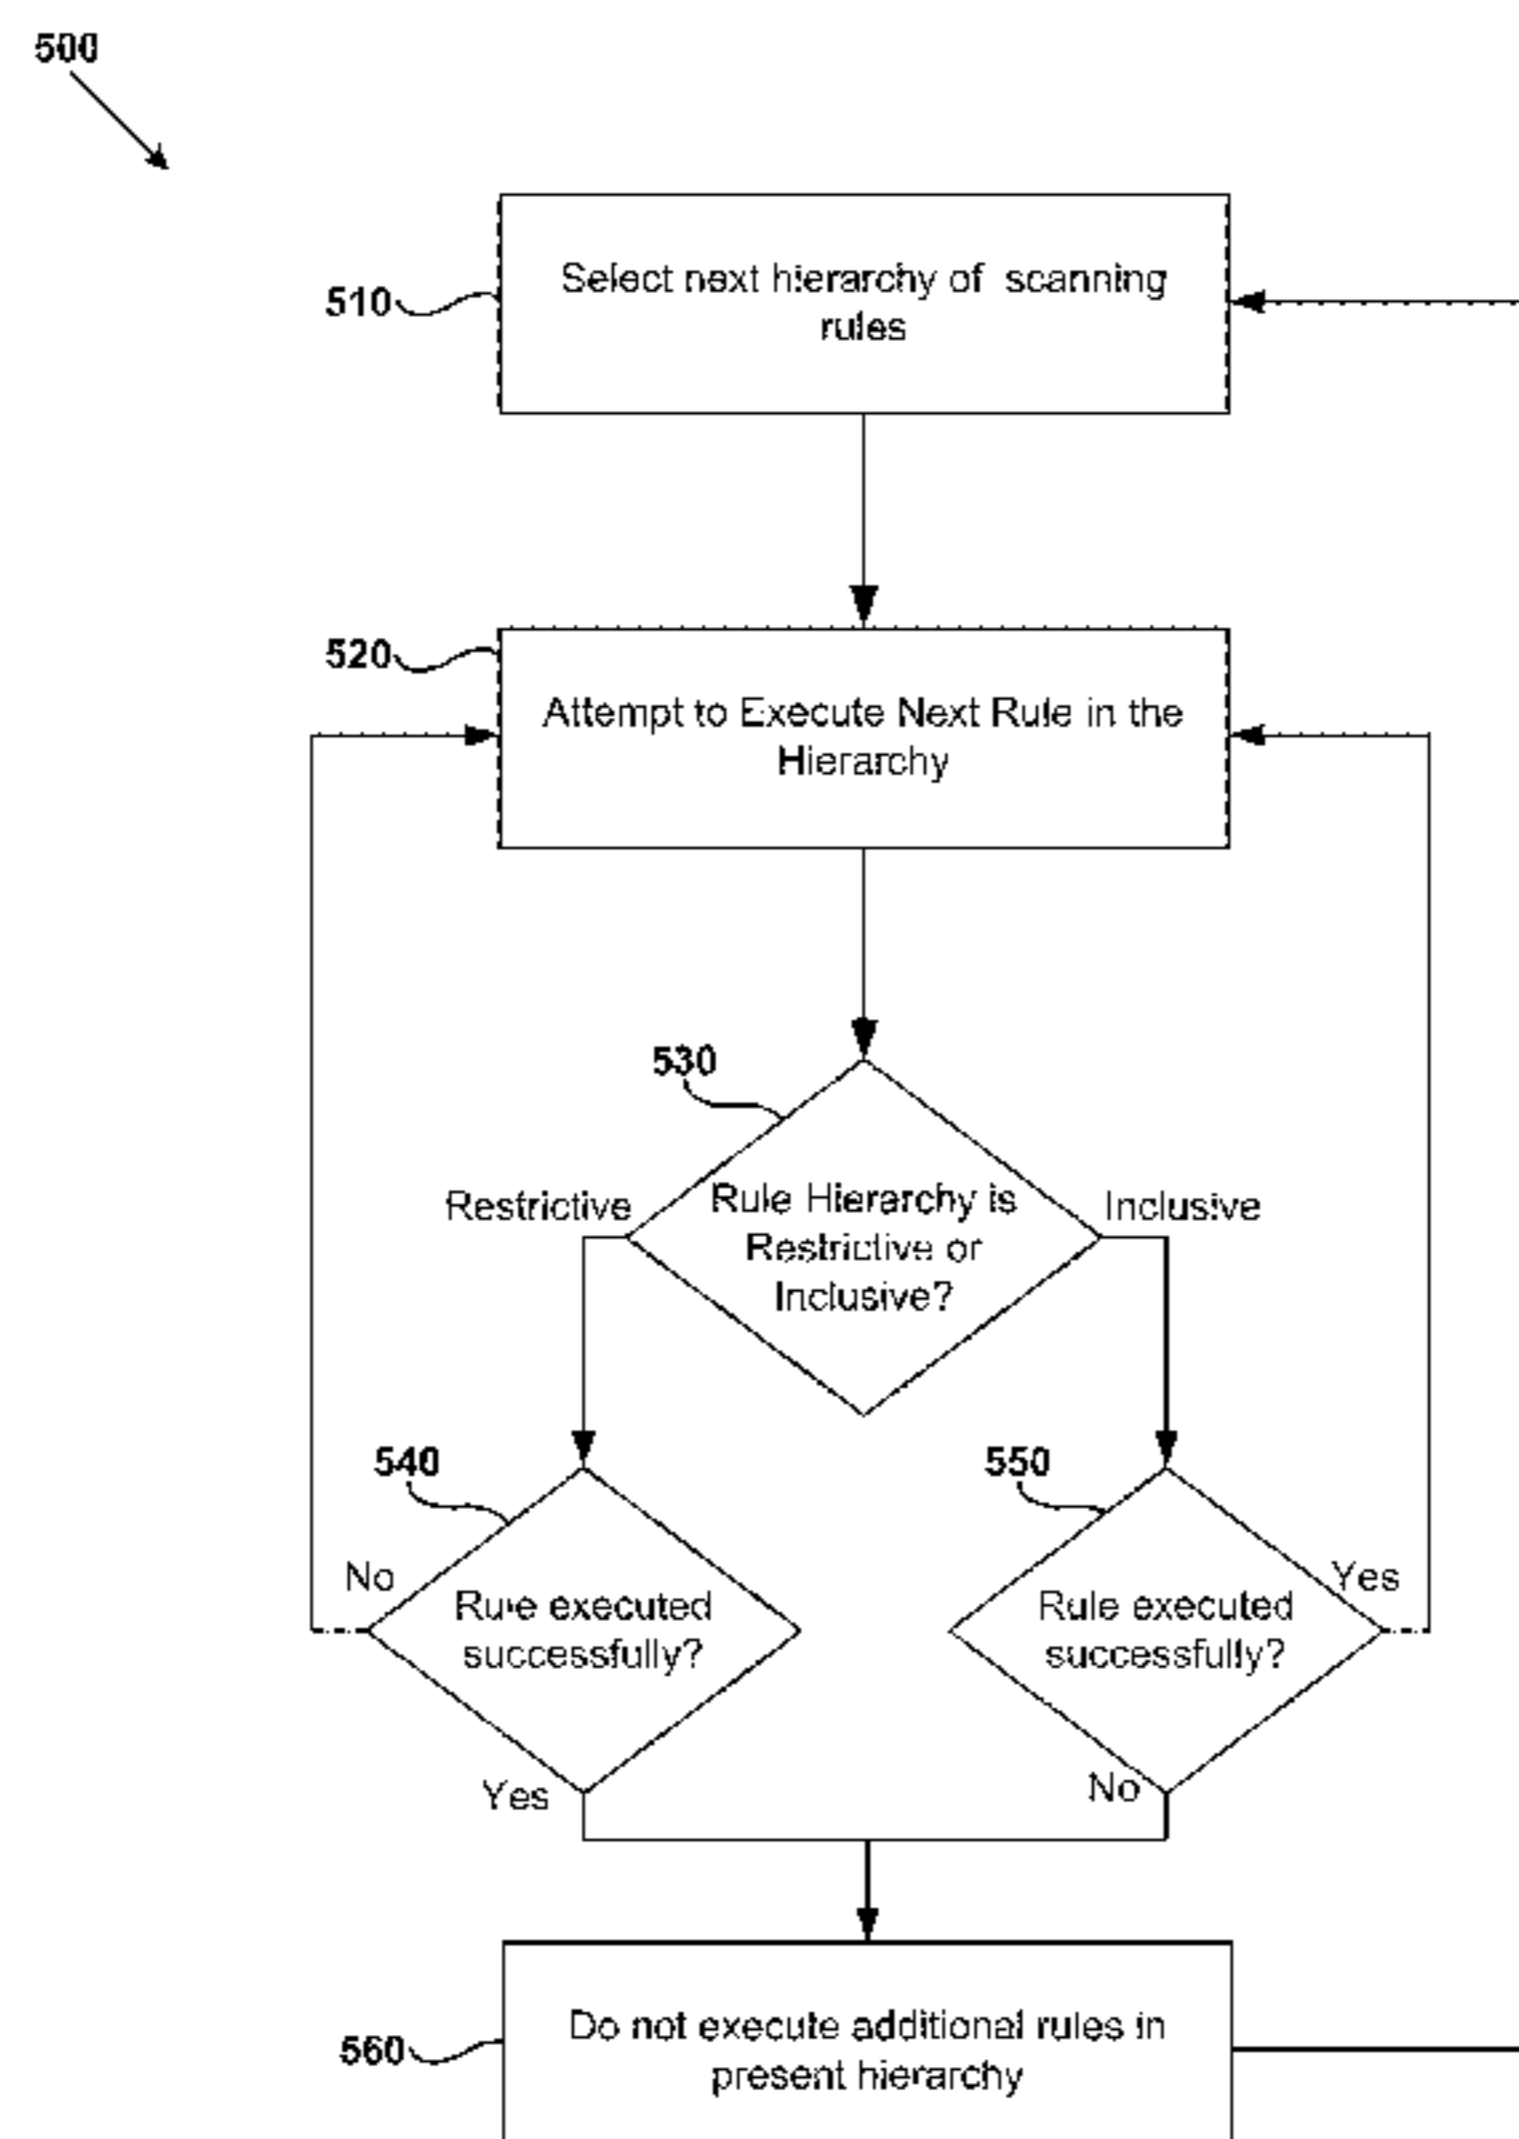 500
510
Select next hierarchy of scanning
rules
520
Attempt to Execute Next Rule in the
Hierarchy
530
Restrictive
Rule Hierarchy is
Restrictive or
Inclusive?
Inclusive
540
550
No
Rule executed
successfully?
Yes
Rule executed
successfully?
Yes
No
560
Do not execute additional rules in
present hierarchy